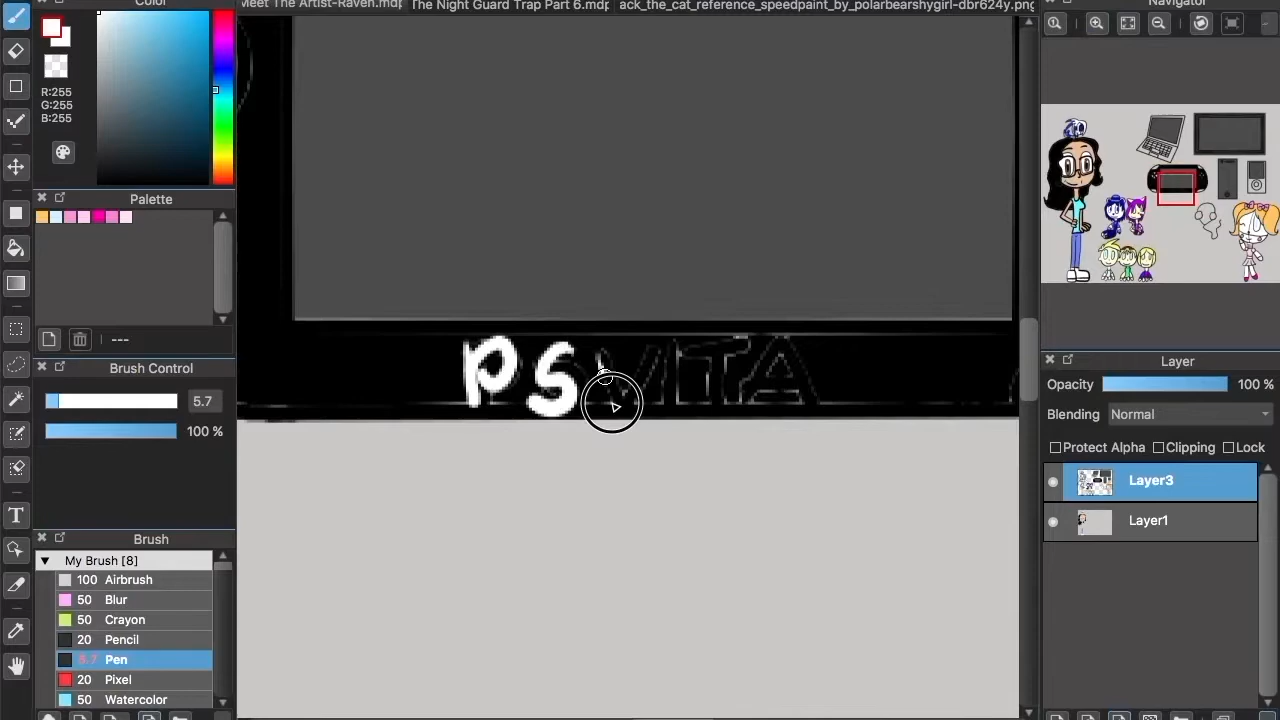 Color
Meet The Artist-Raven.mdp
The Night Guard Trap Part 6.mdp
ack_the_cat_reference_speedpaint_by_polarbearshygirl-dbr624y.png
Navigator
R:255
G:255
B:255
Palette
---
Brush Control
5.7
100 %
Brush
My Brush [8]
100 Airbrush
50 Blur
50 Crayon
20 Pencil
5.7 Pen
20 Pixel
50 Watercolor
PS VITA
Layer
Opacity 100 %
Blending Normal
Protect Alpha Clipping Lock
Layer3
Layer1